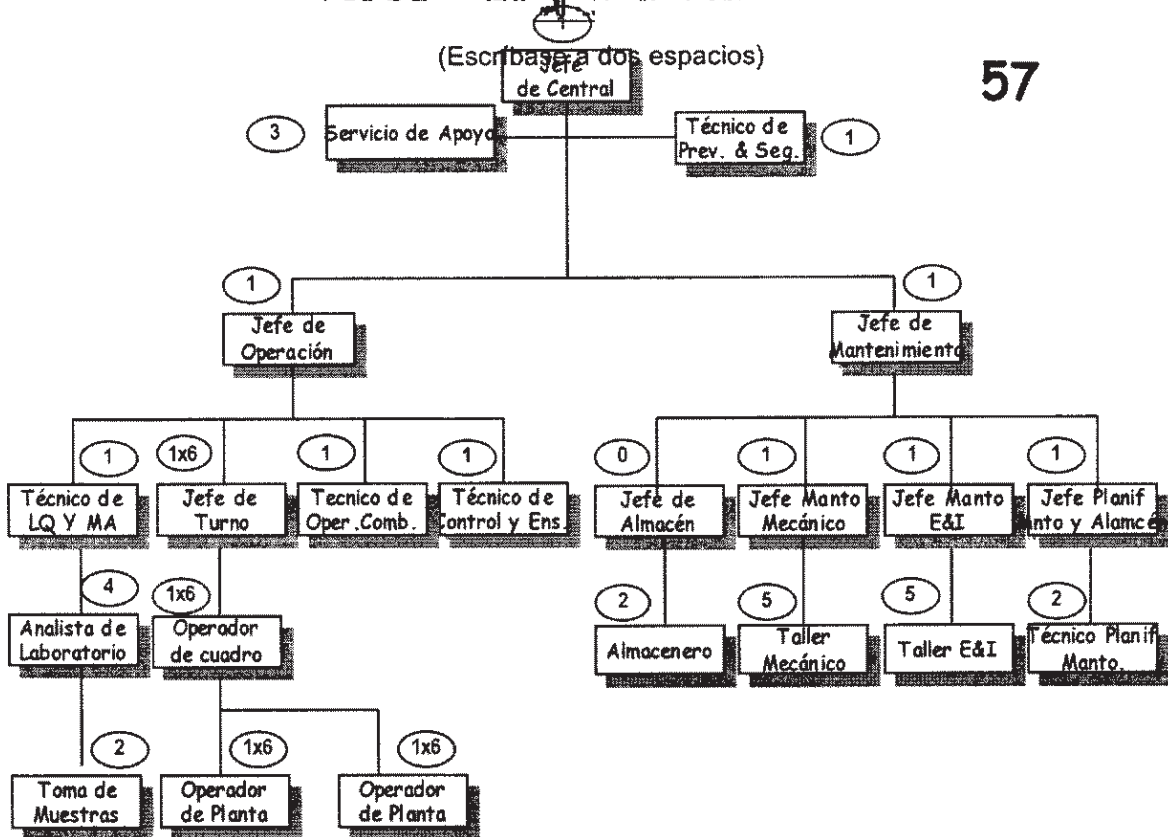 (Escríbase a dos espacios)
57
Jefe
de Central
3
Servicio de Apoyo
Técnico de
Prev. & Seg.
1
1
Jefe de
Operación
1
Jefe de
Mantenimiento
1
Técnico de
LQ Y MA
1x6
Jefe de
Turno
1
Tecnico de
Oper.Comb.
1
Técnico de
Control y Ens.
0
Jefe de
Almacén
1
Jefe Manto
Mecánico
1
Jefe Manto
E&I
1
Jefe Planif
y Alamcén
4
Analista de
Laboratorio
1x6
Operador
de cuadro
2
Almacenero
5
Taller
Mecánico
5
Taller E&I
2
Técnico Planif
Manto.
2
Toma de
Muestras
1x6
Operador
de Planta
1x6
Operador
de Planta